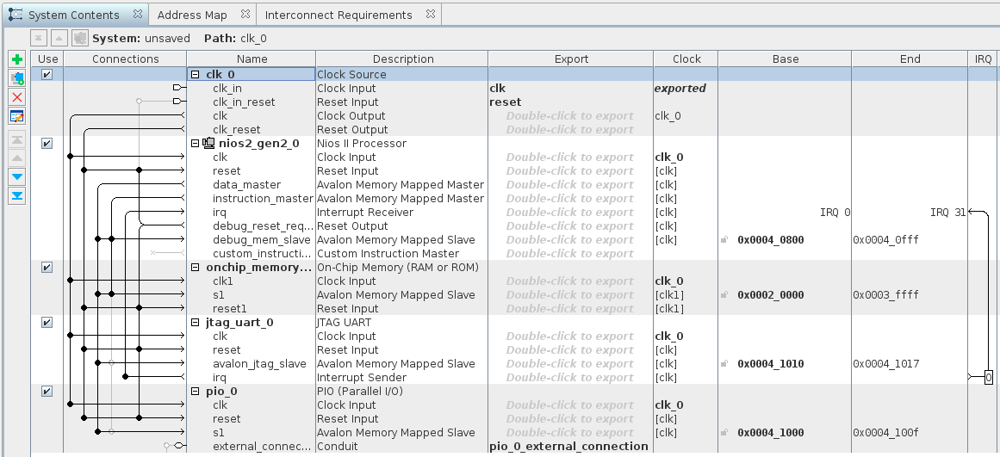 System Contents Address Map Interconnect Requirements
System: unsaved Path: clk_0
Use Connections Name Description Export Clock Base End IRQ
clk_0 Clock Source
clk_in Clock Input clk exported
clk_in_reset Reset Input reset
clk Clock Output Double-click to export clk_0
clk_reset Reset Output Double-click to export
nios2_gen2_0 Nios II Processor
clk Clock Input Double-click to export clk_0
reset Reset Input Double-click to export [clk]
data_master Avalon Memory Mapped Master Double-click to export [clk]
instruction_master Avalon Memory Mapped Master Double-click to export [clk]
irq Interrupt Receiver Double-click to export [clk] IRQ 0 IRQ 31
debug_reset_req... Reset Output Double-click to export [clk]
debug_mem_slave Avalon Memory Mapped Slave Double-click to export [clk] 0x0004_0800 0x0004_0fff
custom_instructi... Custom Instruction Master Double-click to export
onchip_memory... On-Chip Memory (RAM or ROM)
clk1 Clock Input Double-click to export clk_0
s1 Avalon Memory Mapped Slave Double-click to export [clk1] 0x0002_0000 0x0003_ffff
reset1 Reset Input Double-click to export [clk1]
jtag_uart_0 JTAG UART
clk Clock Input Double-click to export clk_0
reset Reset Input Double-click to export [clk]
avalon_jtag_slave Avalon Memory Mapped Slave Double-click to export [clk] 0x0004_1010 0x0004_1017
irq Interrupt Sender Double-click to export [clk] 0
pio_0 PIO (Parallel I/O)
clk Clock Input Double-click to export clk_0
reset Reset Input Double-click to export [clk]
s1 Avalon Memory Mapped Slave Double-click to export [clk] 0x0004_1000 0x0004_100f
external_connec... Conduit pio_0_external_connection